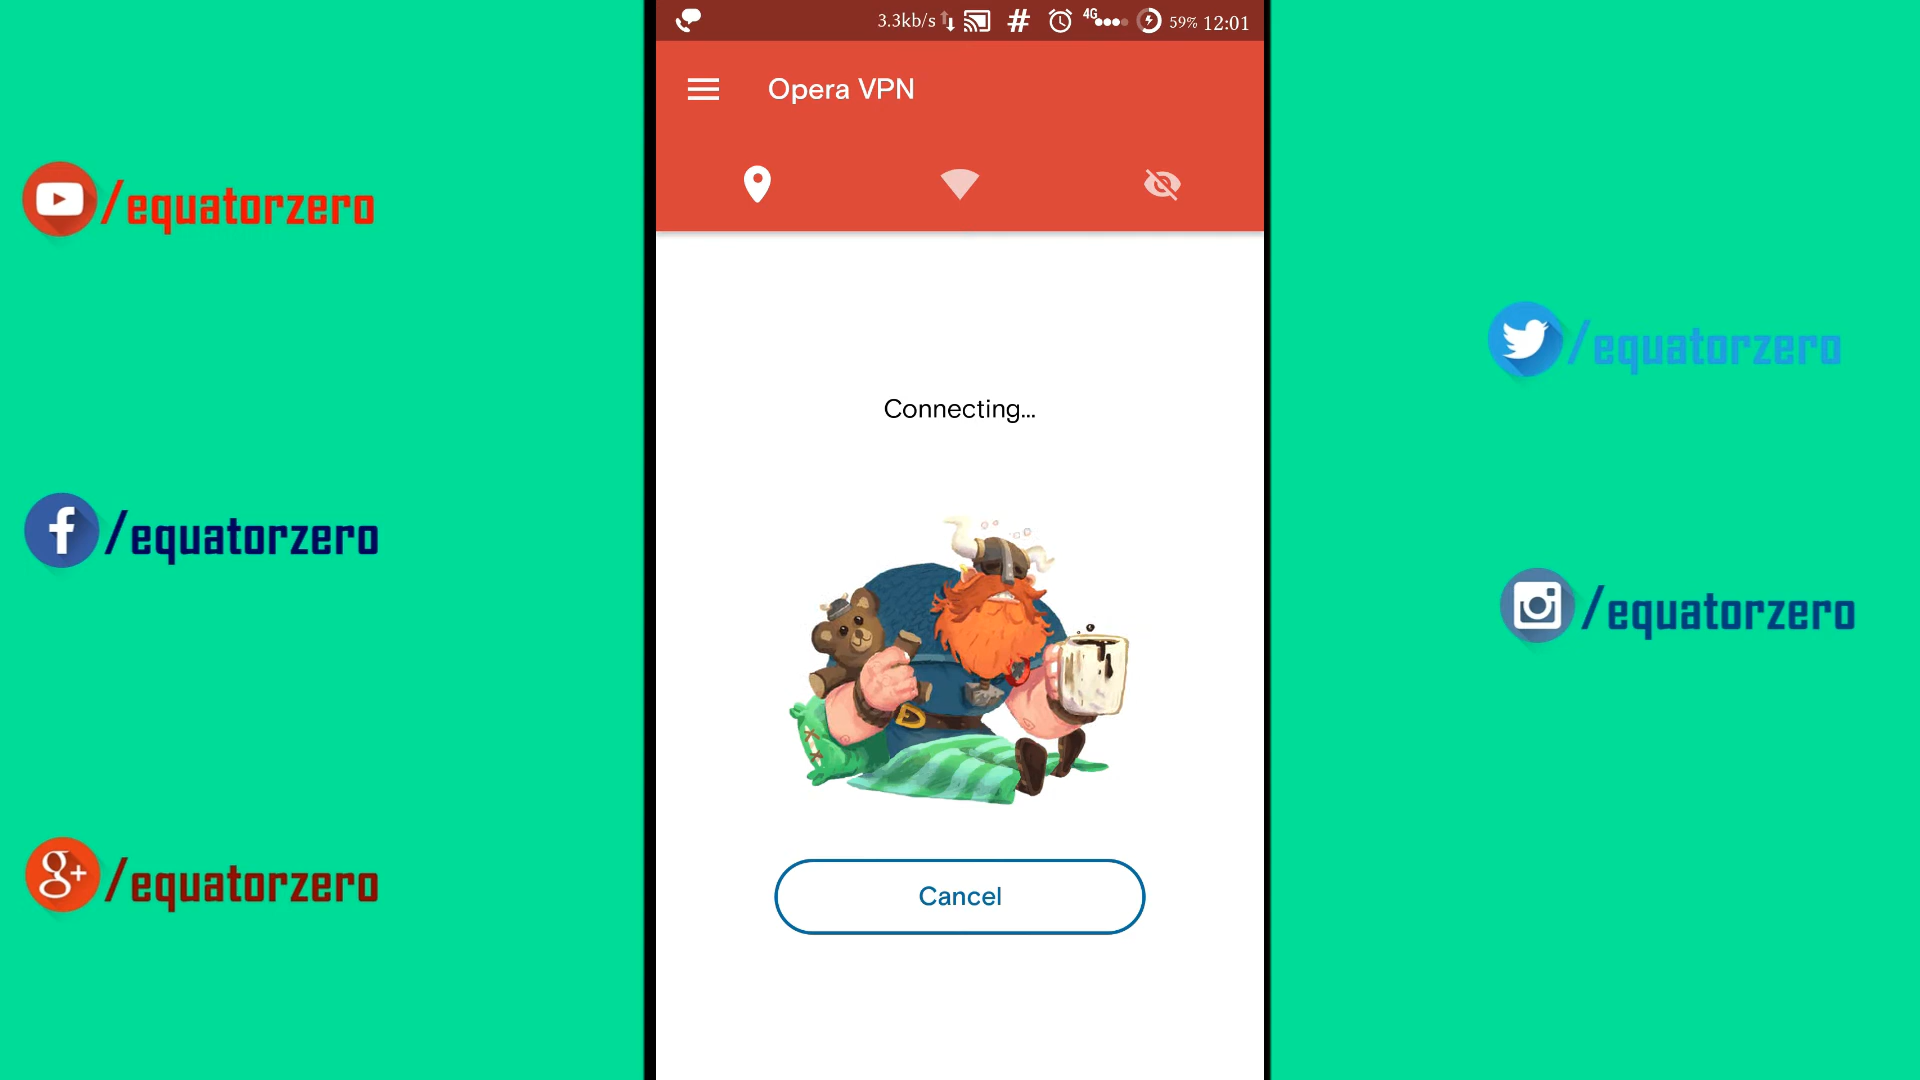 3.3kb/s # 4G 59% 12:01
Opera VPN
/equatorzero
/equatorzero
Connecting...
f/equatorzero
/equatorzero
g+/equatorzero
Cancel